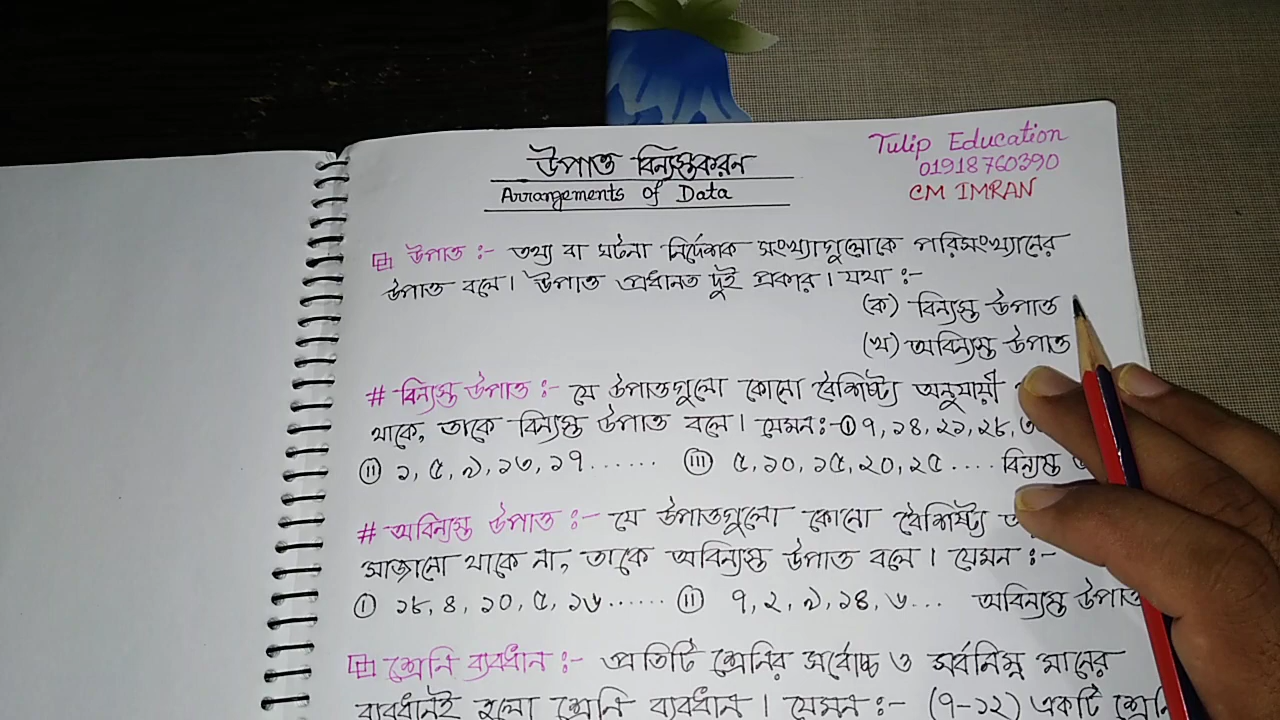 উপাত্ত বিন্যস্তকরন
Arrangements of Data
Tulip Education
01918760390
CM IMRAN
উপাত্ত :- তথ্য বা ঘটনা নির্দেশক সংখ্যাগুলোকে পরিসংখ্যানের
উপাত্ত বলে। উপাত্ত প্রধানত দুই প্রকার। যথা :-
(ক) বিন্যস্ত উপাত্ত
(খ) অবিন্যস্ত উপাত্ত
# বিন্যস্ত উপাত্ত :- যে উপাত্তগুলো কোনো বৈশিষ্ট্য অনুযায়ী
থাকে, তাকে বিন্যস্ত উপাত্ত বলে। যেমন:- (i) ৭, ১৪, ২১, ২৮,
(ii) ১, ৫, ৯, ১৩, ১৭...... (iii) ৫, ১০, ১৫, ২০, ২৫.... বিন্যস্ত
# অবিন্যস্ত উপাত্ত :- যে উপাত্তগুলো কোনো বৈশিষ্ট্য
সাজানো থাকে না, তাকে অবিন্যস্ত উপাত্ত বলে। যেমন :-
(i) ১৮, ৪, ১০, ৫, ১৬...... (ii) ৭, ২, ৯, ১৪, ৬... অবিন্যস্ত উপাত্ত
শ্রেনি ব্যবধান :- প্রতিটি শ্রেনির সর্বোচ্চ ও সর্বনিম্ন মানের
ব্যবধানই হলো শ্রেনি ব্যবধান। যেমন :- (৭-১২) একটি শ্রেনি